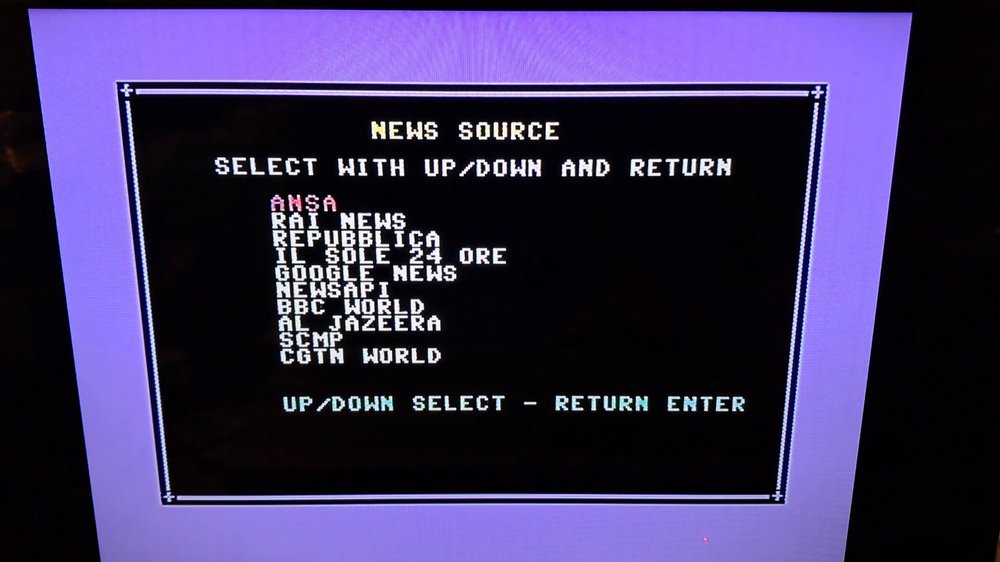 NEWS SOURCE
SELECT WITH UP/DOWN AND RETURN
ANSA
RAI NEWS
REPUBBLICA
IL SOLE 24 ORE
GOOGLE NEWS
NEWSAPI
BBC WORLD
AL JAZEERA
SCMP
CGTN WORLD
UP/DOWN SELECT - RETURN ENTER